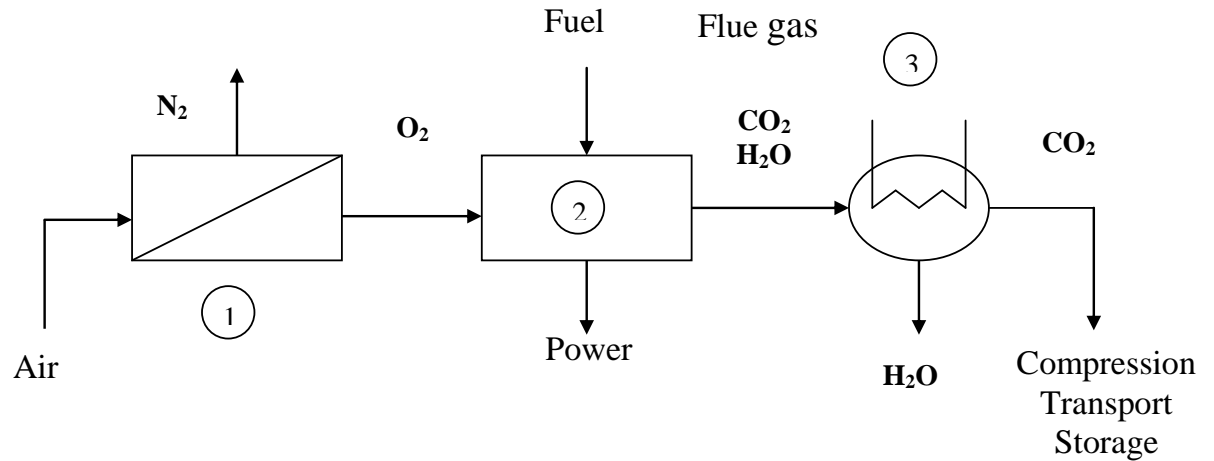 Fuel
Flue gas
3
N₂
O₂
CO₂
H₂O
CO₂
2
1
Air
Power
H₂O
Compression
Transport
Storage